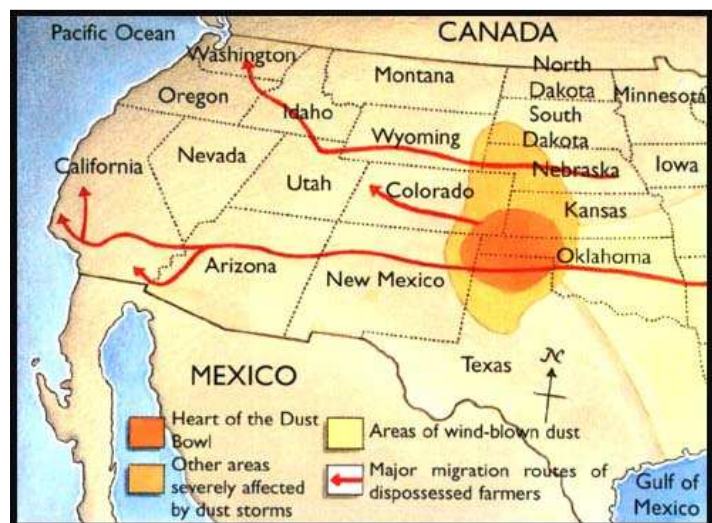 Pacific Ocean
CANADA
Washington
Montana
North
Dakota
Minnesota
Oregon
Idaho
South
Dakota
Wyoming
California
Nevada
Nebraska
Iowa
Utah
Colorado
Kansas
Arizona
New Mexico
Oklahoma
Texas
N
MEXICO
Heart of the Dust
Bowl
Other areas
severely affected
by dust storms
Areas of wind-blown dust
Major migration routes of
dispossessed farmers
Gulf of
Mexico